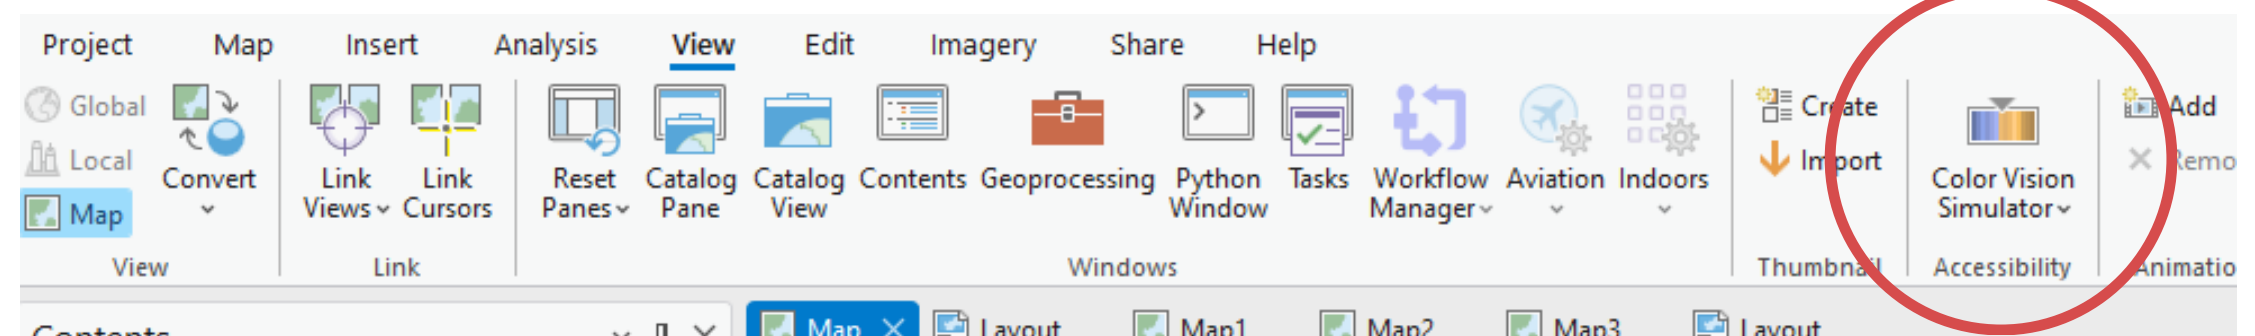 Project Map Insert Analysis View Edit Imagery Share Help
Global
Local
Map
Convert
View
Link
Views
Link
Cursors
Link
Reset
Panes
Catalog
Pane
Catalog
View
Contents
Geoprocessing
Python
Window
Tasks
Workflow
Manager
Aviation
Indoors
Windows
Create
Import
Thumbnail
Color Vision
Simulator
Accessibility
Add
Remo
Animatio
Contents
Map Layout Map1 Map2 Map3 Layout